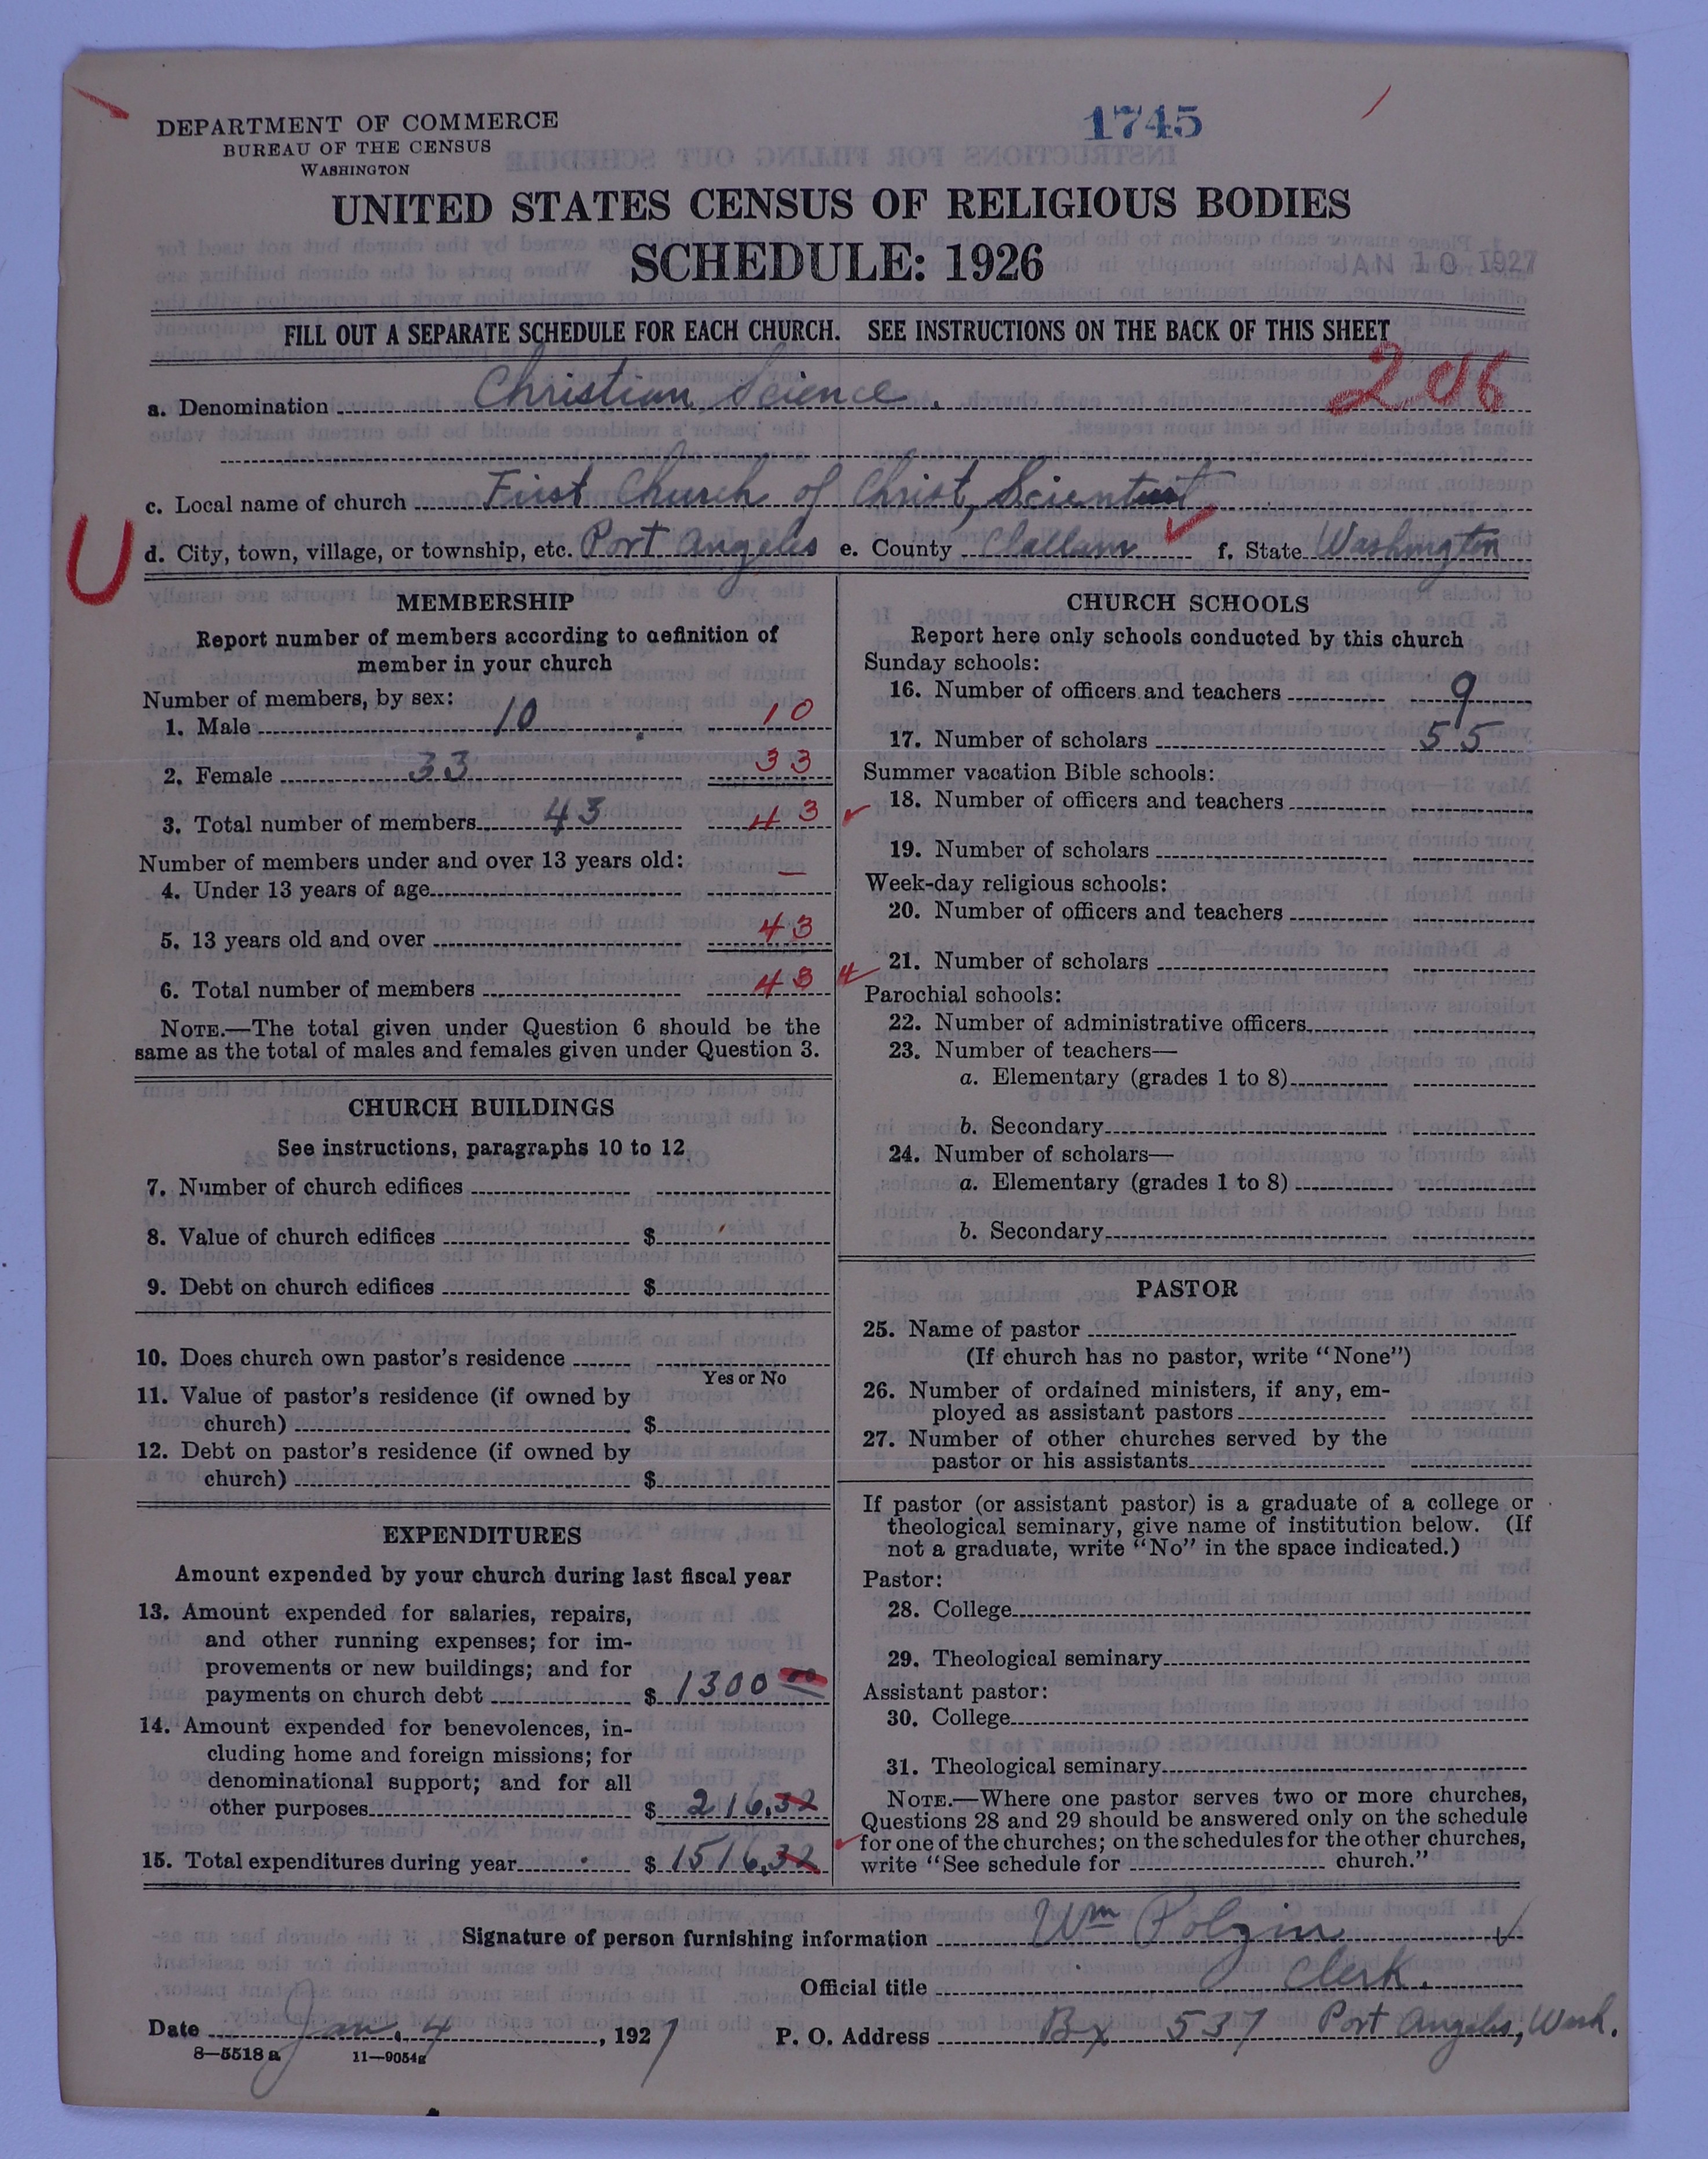 DEPARTMENT OF COMMERCE
BUREAU OF THE CENSUS
WASHINGTON
1745
UNITED STATES CENSUS OF RELIGIOUS BODIES
SCHEDULE: 1926
JAN 10 1927
FILL OUT A SEPARATE SCHEDULE FOR EACH CHURCH. SEE INSTRUCTIONS ON THE BACK OF THIS SHEET
a. Denomination Christian Science.
c. Local name of church First Church of Christ, Scientist
U
d. City, town, village, or township, etc. Port Angeles e. County Clallam f. State Washington
MEMBERSHIP
Report number of members according to definition of
member in your church
Number of members, by sex:
1. Male 10 10
2. Female 33 33
3. Total number of members 43 43
Number of members under and over 13 years old:
4. Under 13 years of age —
5. 13 years old and over 43
6. Total number of members 43
NOTE.—The total given under Question 6 should be the
same as the total of males and females given under Question 3.
CHURCH BUILDINGS
See instructions, paragraphs 10 to 12
7. Number of church edifices
8. Value of church edifices $
9. Debt on church edifices $
10. Does church own pastor's residence
Yes or No
11. Value of pastor's residence (if owned by
church) $
12. Debt on pastor's residence (if owned by
church) $
EXPENDITURES
Amount expended by your church during last fiscal year
13. Amount expended for salaries, repairs,
and other running expenses; for im-
provements or new buildings; and for
payments on church debt $ 1300 00
14. Amount expended for benevolences, in-
cluding home and foreign missions; for
denominational support; and for all
other purposes $ 216.32
15. Total expenditures during year $ 1516.32
CHURCH SCHOOLS
Report here only schools conducted by this church
Sunday schools:
16. Number of officers and teachers 9
17. Number of scholars 55
Summer vacation Bible schools:
18. Number of officers and teachers
19. Number of scholars
Week-day religious schools:
20. Number of officers and teachers
21. Number of scholars
Parochial schools:
22. Number of administrative officers
23. Number of teachers—
a. Elementary (grades 1 to 8)
b. Secondary
24. Number of scholars—
a. Elementary (grades 1 to 8)
b. Secondary
PASTOR
25. Name of pastor
(If church has no pastor, write "None")
26. Number of ordained ministers, if any, em-
ployed as assistant pastors
27. Number of other churches served by the
pastor or his assistants
If pastor (or assistant pastor) is a graduate of a college or
theological seminary, give name of institution below. (If
not a graduate, write "No" in the space indicated.)
Pastor:
28. College
29. Theological seminary
Assistant pastor:
30. College
31. Theological seminary
NOTE.—Where one pastor serves two or more churches,
Questions 28 and 29 should be answered only on the schedule
for one of the churches; on the schedules for the other churches,
write "See schedule for church."
Signature of person furnishing information Wm Polzin
Official title Clerk.
Date Jan. 4, 1927 P. O. Address Bx 537 Port Angeles, Wash.
8—5518 a 11—9054g